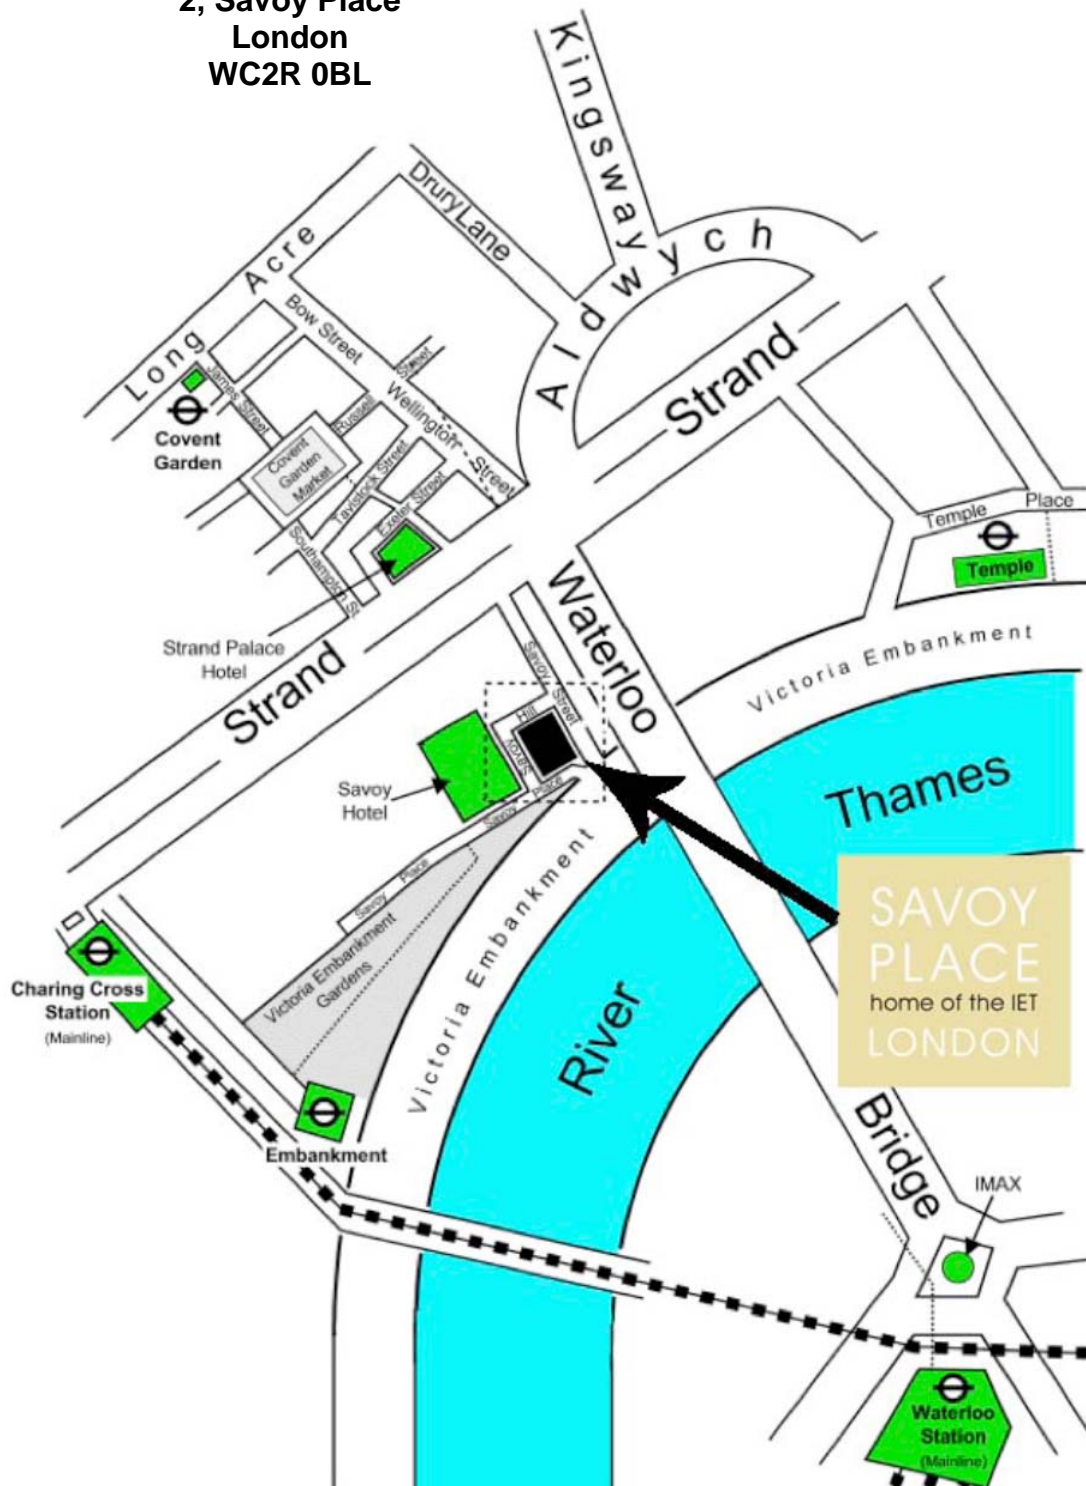 2, Savoy Place
London
WC2R 0BL
Kingsway
Aldwych
Drury Lane
Long Acre
Bow Street
James Street
Covent
Garden
Covent
Garden
Market
Russell
Street
Wellington - Street
Tavistock Street
Exeter Street
Southampton St
Strand
Temple Place
Temple
Strand Palace
Hotel
Strand
Waterloo
Victoria Embankment
Savoy Street
Savoy Hill
Savoy Place
Savoy
Hotel
Thames
Savoy Place
Victoria Embankment
Gardens
Victoria Embankment
SAVOY
PLACE
home of the IET
LONDON
Charing Cross
Station
(Mainline)
River
Embankment
Bridge
IMAX
Waterloo
Station
(Mainline)